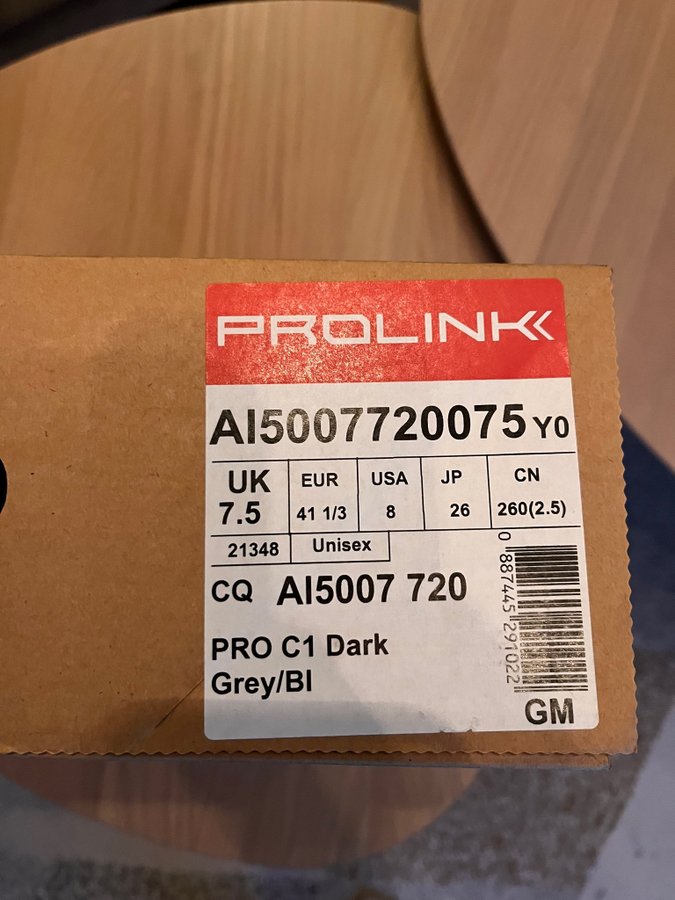 PROLINK
AI5007720075 Y0
UK EUR USA JP CN
7.5 41 1/3 8 26 260(2.5)
21348 Unisex
CQ AI5007 720
PRO C1 Dark
Grey/Bl
0 887445 291022
GM